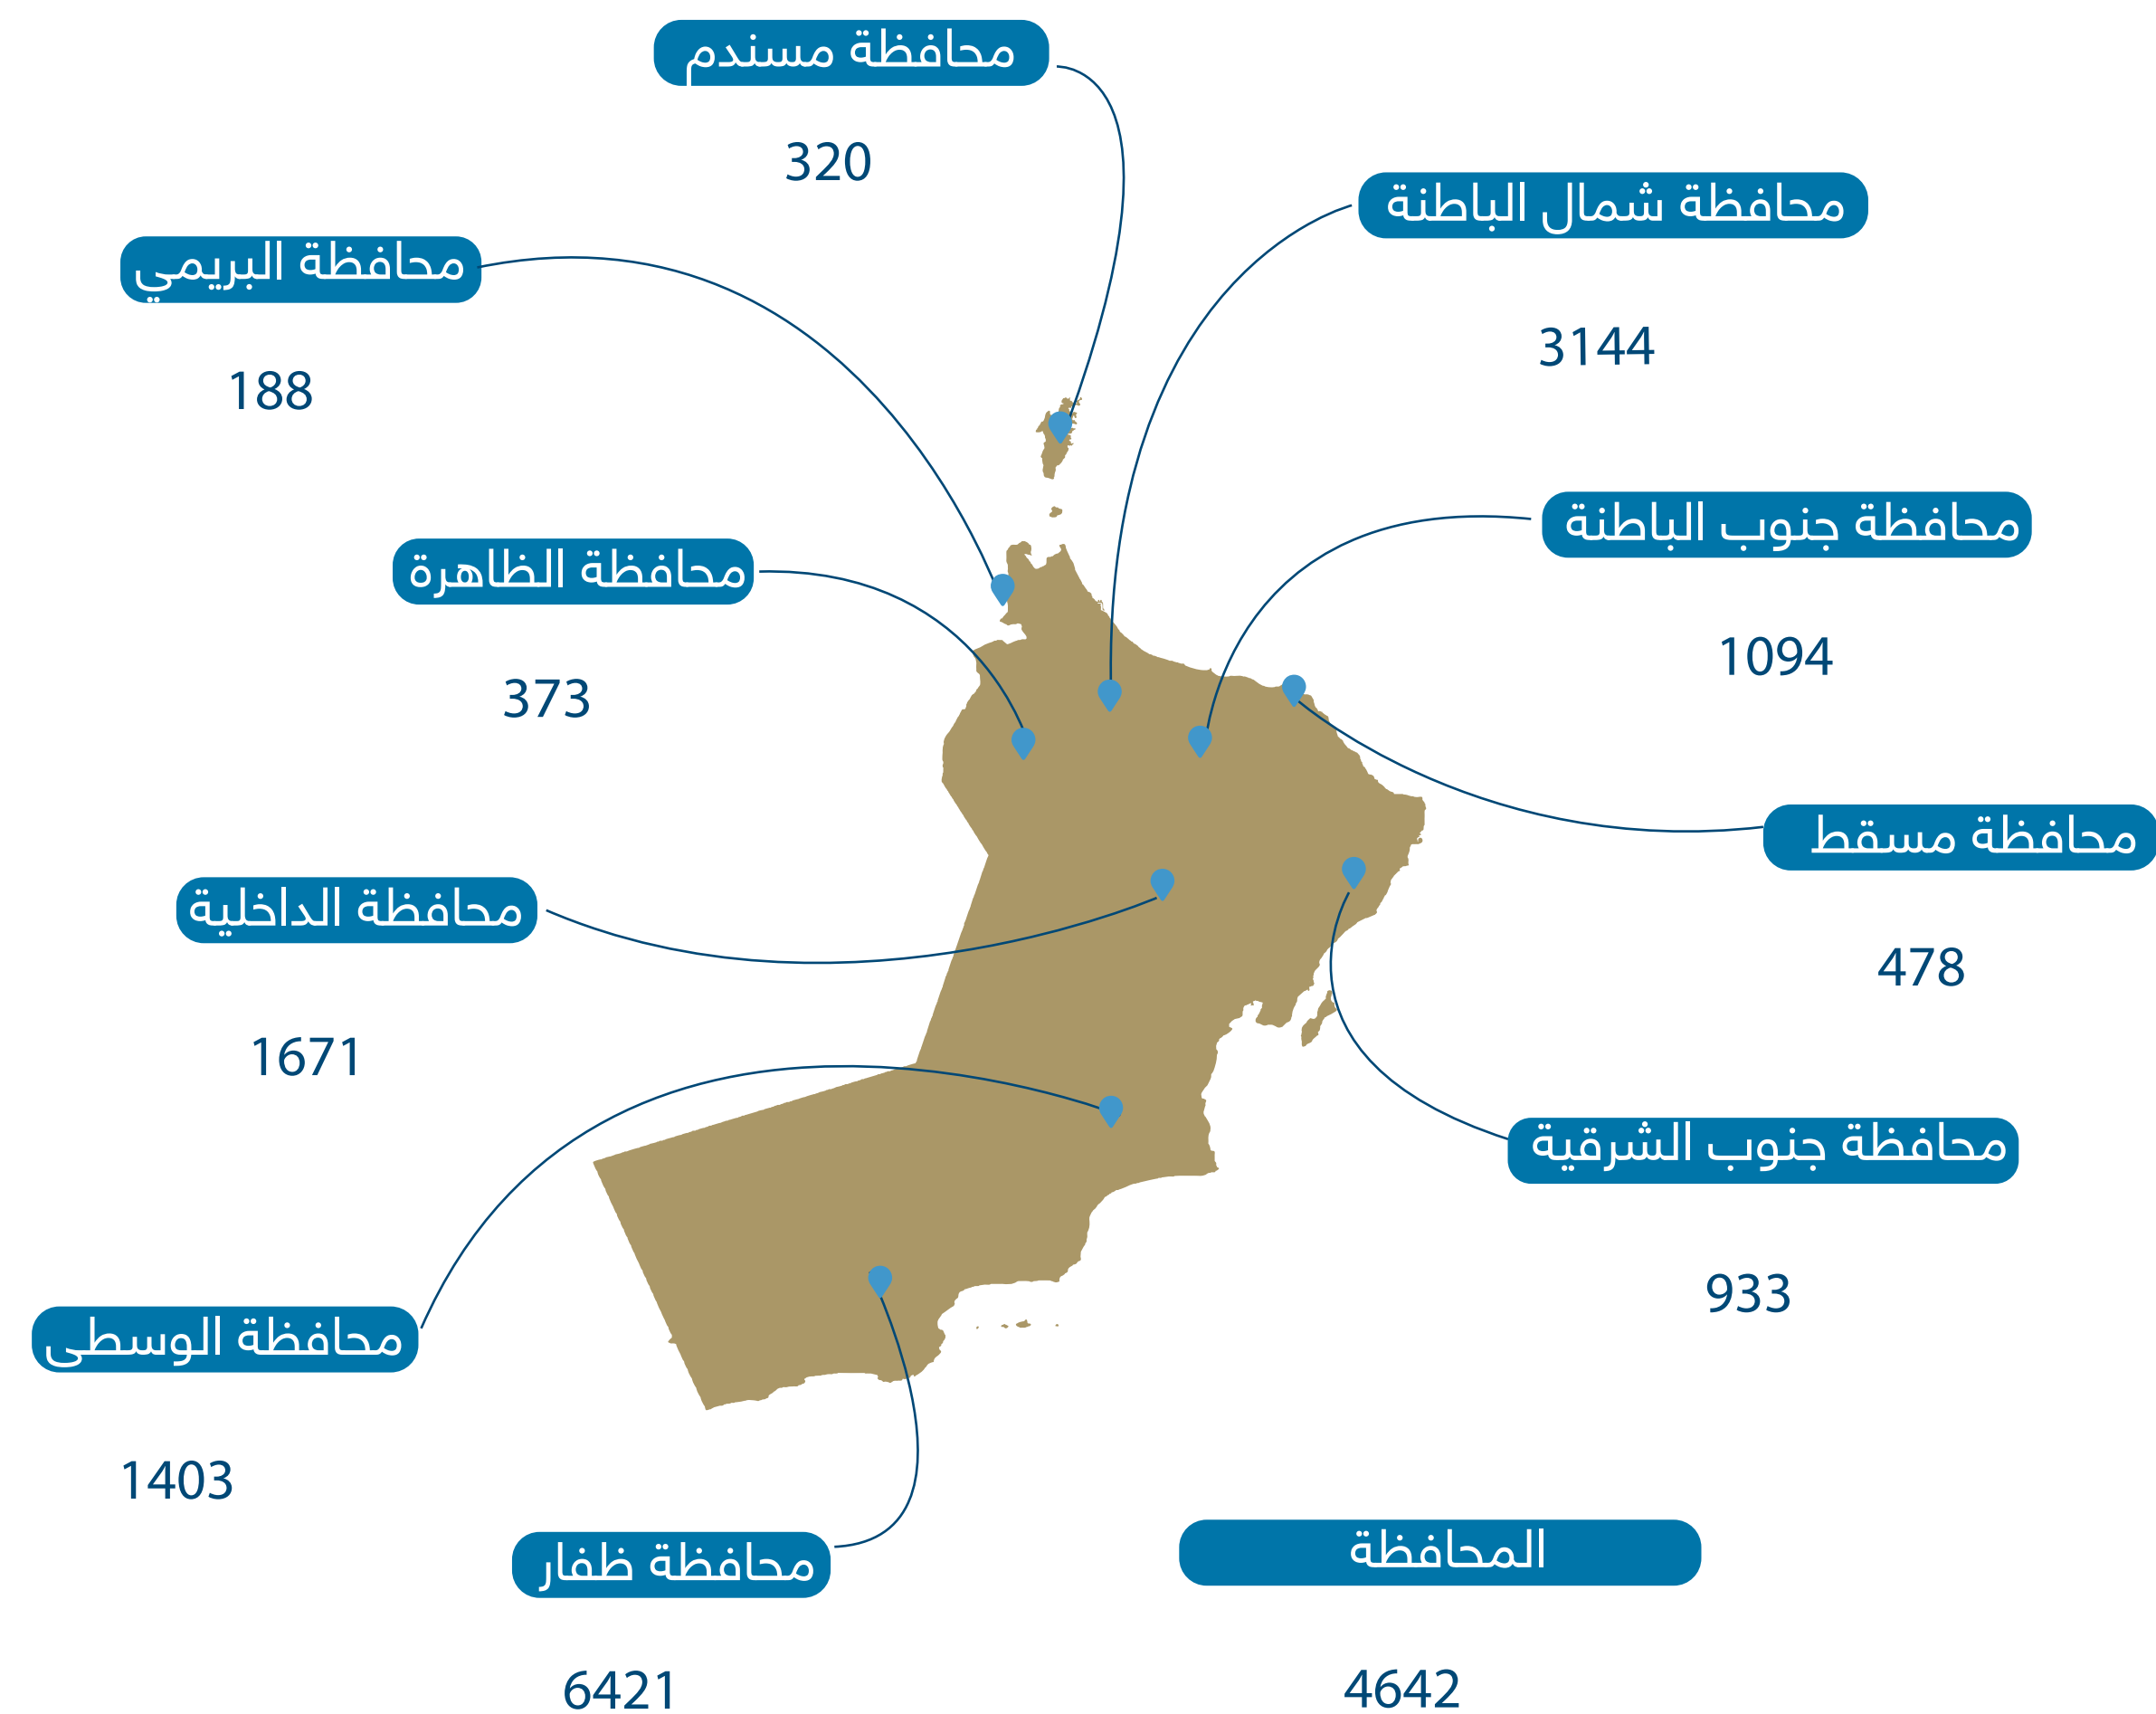 محافظة مسندم
320
محافظة شمال الباطنة
3144
محافظة البريمي
188
محافظة جنوب الباطنة
1094
محافظة الظاهرة
373
محافظة مسقط
478
محافظة الداخلية
1671
محافظة جنوب الشرقية
933
محافظة الوسطى
1403
محافظة ظفار
6421
المحافظة
4642